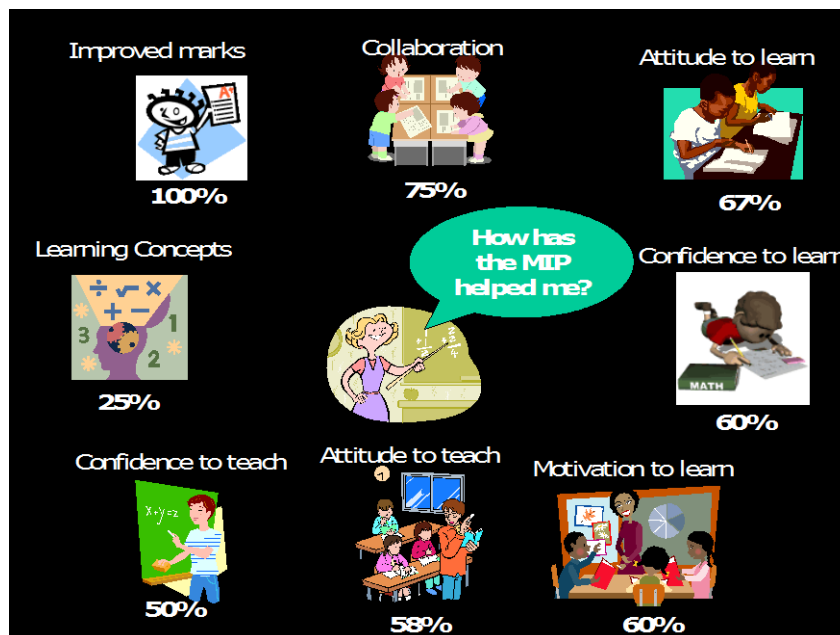 Improved marks
100%
Collaboration
75%
Attitude to learn
67%
Learning Concepts
25%
How has
the MIP
helped me?
Confidence to learn
MATH
60%
Confidence to teach
x+y=z
50%
Attitude to teach
58%
Motivation to learn
60%